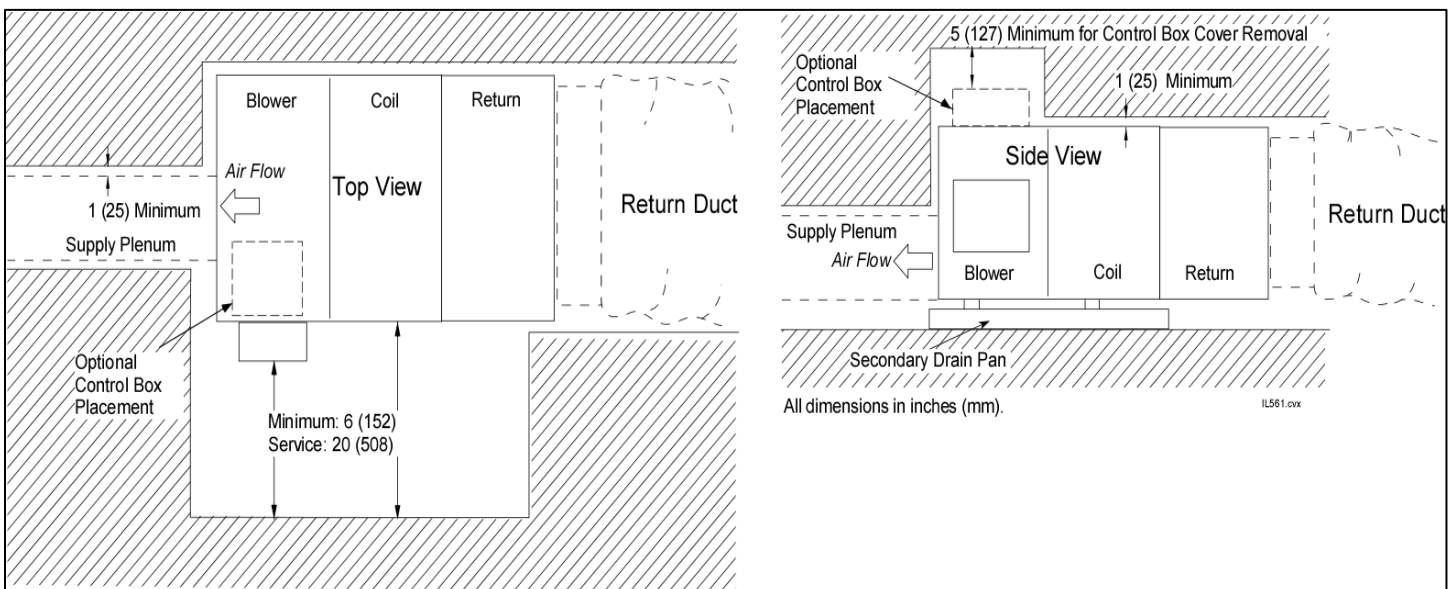 Blower
Coil
Return
Air Flow
Top View
1 (25) Minimum
Return Duct
Supply Plenum
Optional
Control Box
Placement
Minimum: 6 (152)
Service: 20 (508)
5 (127) Minimum for Control Box Cover Removal
Optional
Control Box
Placement
1 (25) Minimum
Side View
Return Duct
Supply Plenum
Air Flow
Blower
Coil
Return
Secondary Drain Pan
All dimensions in inches (mm).
IL561.cvx